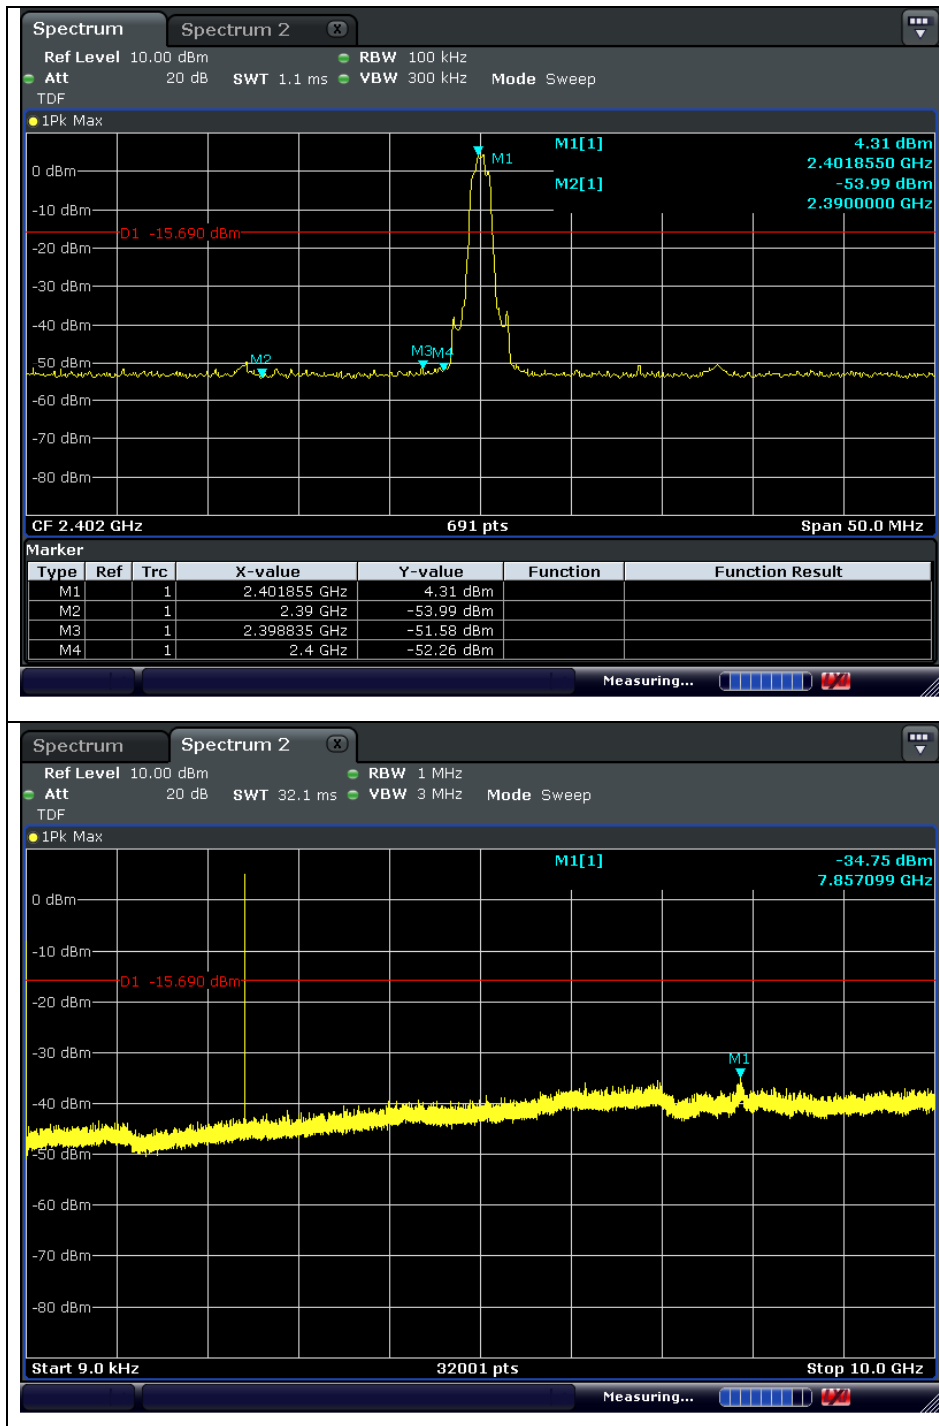 Spectrum Spectrum 2 X
Ref Level 10.00 dBm RBW 100 kHz
Att 20 dB SWT 1.1 ms VBW 300 kHz Mode Sweep
TDF
1Pk Max
M1[1] 4.31 dBm
2.4018550 GHz
M2[1] -53.99 dBm
2.3900000 GHz
M1
0 dBm
-10 dBm
D1 -15.690 dBm
-20 dBm
-30 dBm
-40 dBm
M2 M3 M4
-50 dBm
-60 dBm
-70 dBm
-80 dBm
CF 2.402 GHz 691 pts Span 50.0 MHz
Marker
Type Ref Trc X-value Y-value Function Function Result
M1 1 2.401855 GHz 4.31 dBm
M2 1 2.39 GHz -53.99 dBm
M3 1 2.398835 GHz -51.58 dBm
M4 1 2.4 GHz -52.26 dBm
Measuring...
Spectrum Spectrum 2 X
Ref Level 10.00 dBm RBW 1 MHz
Att 20 dB SWT 32.1 ms VBW 3 MHz Mode Sweep
TDF
1Pk Max
M1[1] -34.75 dBm
7.857099 GHz
0 dBm
-10 dBm
D1 -15.690 dBm
-20 dBm
-30 dBm
M1
-40 dBm
-50 dBm
-60 dBm
-70 dBm
-80 dBm
Start 9.0 kHz 32001 pts Stop 10.0 GHz
Measuring...